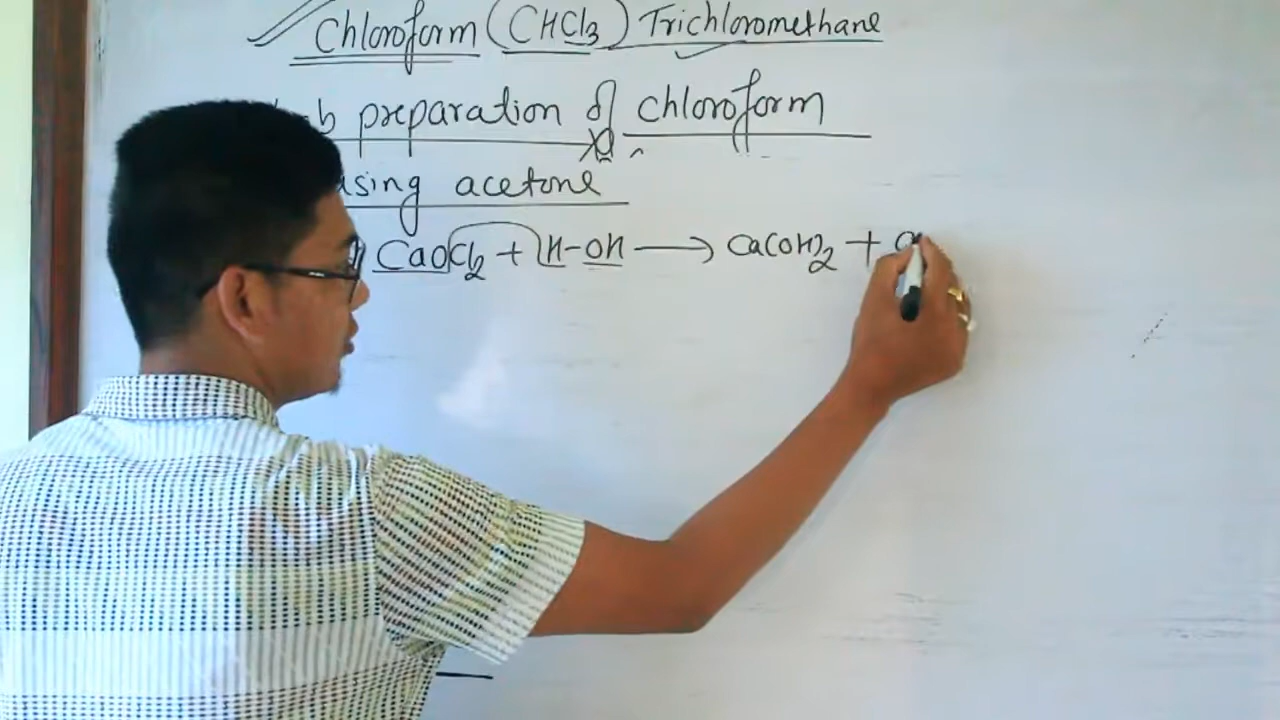 Chloroform (CHCl3) Trichloromethane
preparation of chloroform
using acetone
CaOCl2 + H-OH → Ca(OH)2 +